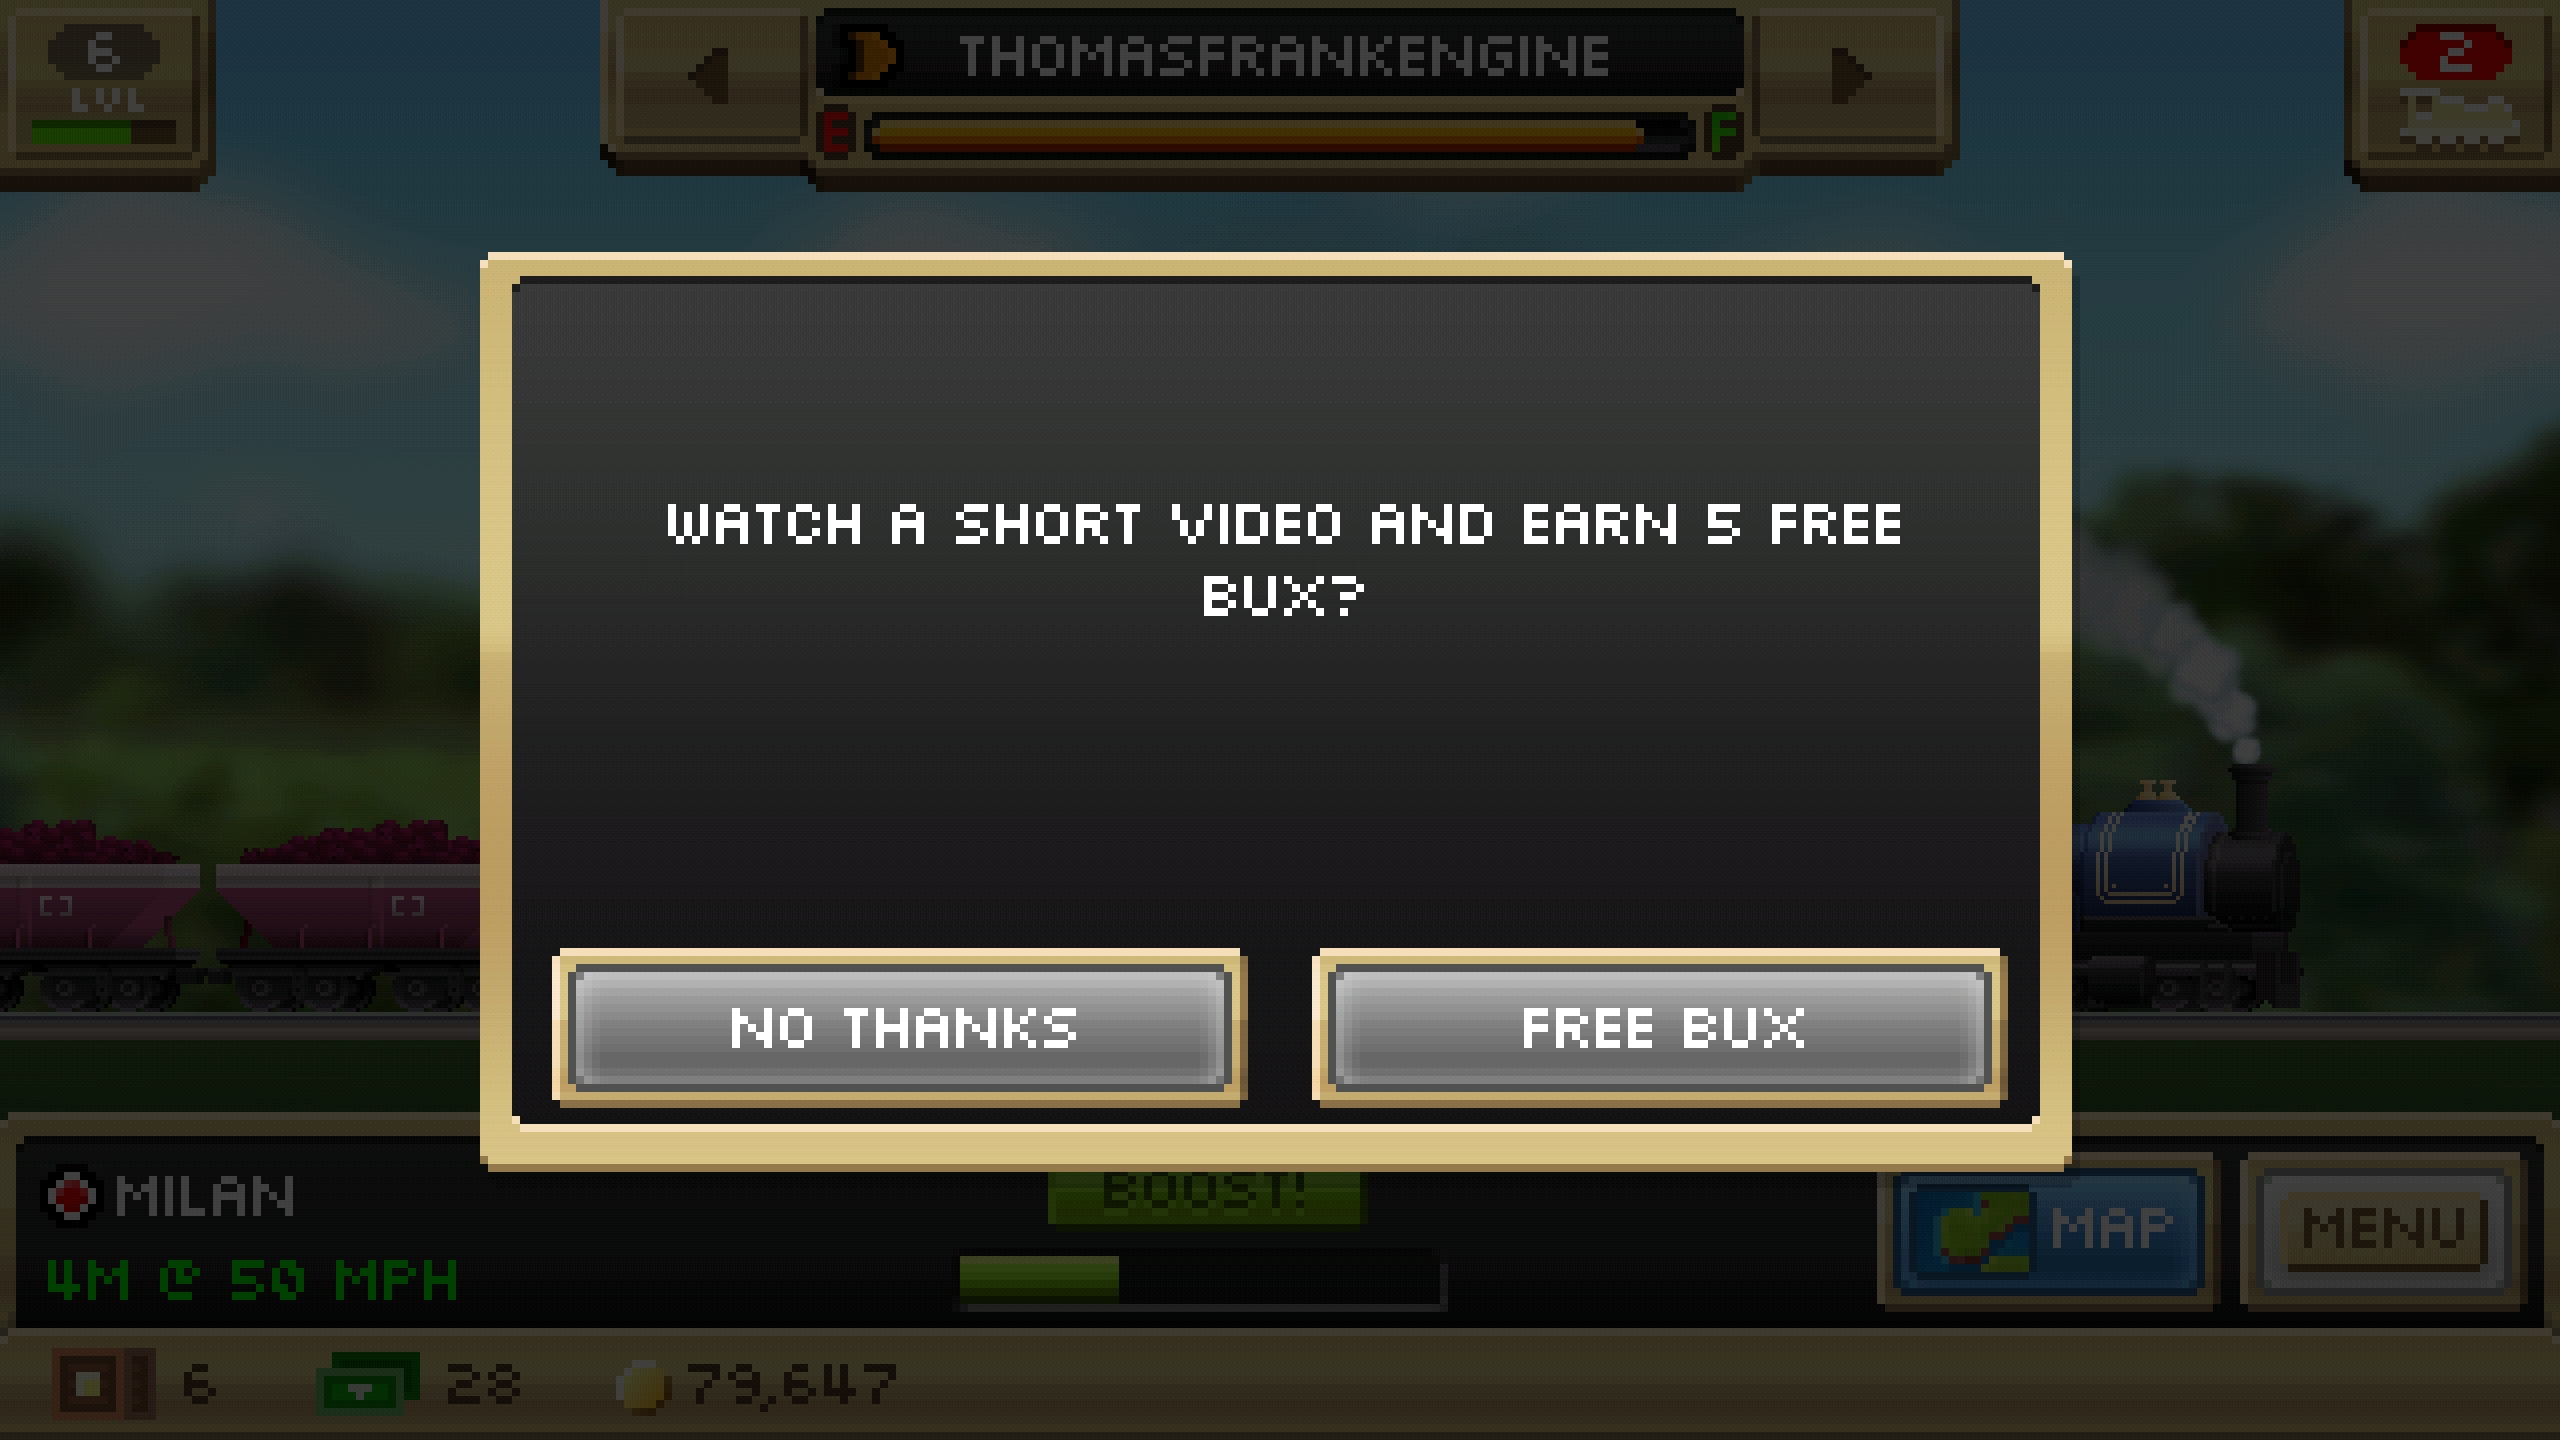 6
LVL
THOMASFRANKENGINE
E
F
2
WATCH A SHORT VIDEO AND EARN 5 FREE
BUX?
NO THANKS
FREE BUX
MILAN
4M @ 50 MPH
BOOST!
MAP
MENU
6
28
79,647